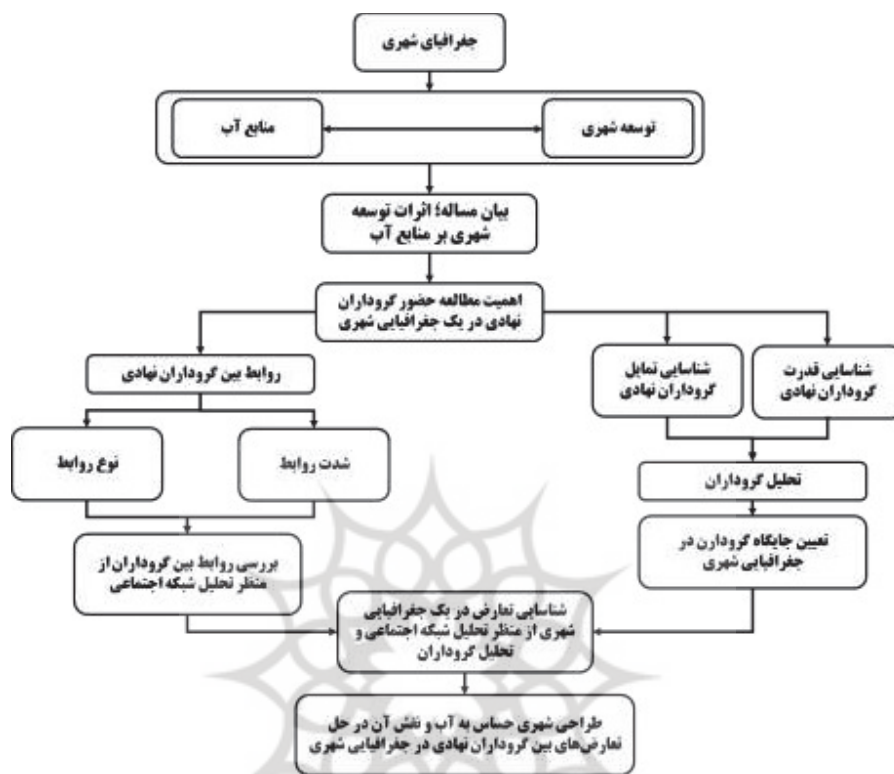 جغرافیای شهری
توسعه شهری
منابع آب
بیان مساله؛ اثرات توسعه
شهری بر منابع آب
اهمیت مطالعه حضور گروداران
نهادی در یک جغرافیایی شهری
شناسایی قدرت
گروداران نهادی
شناسایی تمایل
گروداران نهادی
روابط بین گروداران نهادی
شدت روابط
نوع روابط
تحلیل گروداران
تعیین جایگاه گرودارن در
جغرافیایی شهری
بررسی روابط بین گروداران از
منظر تحلیل شبکه اجتماعی
شناسایی تعارض در یک جغرافیایی
شهری از منظر تحلیل شبکه اجتماعی و
تحلیل گروداران
طراحی شهری حساس به آب و نقش آن در حل
تعارض‌های بین گروداران نهادی در جغرافیایی شهری